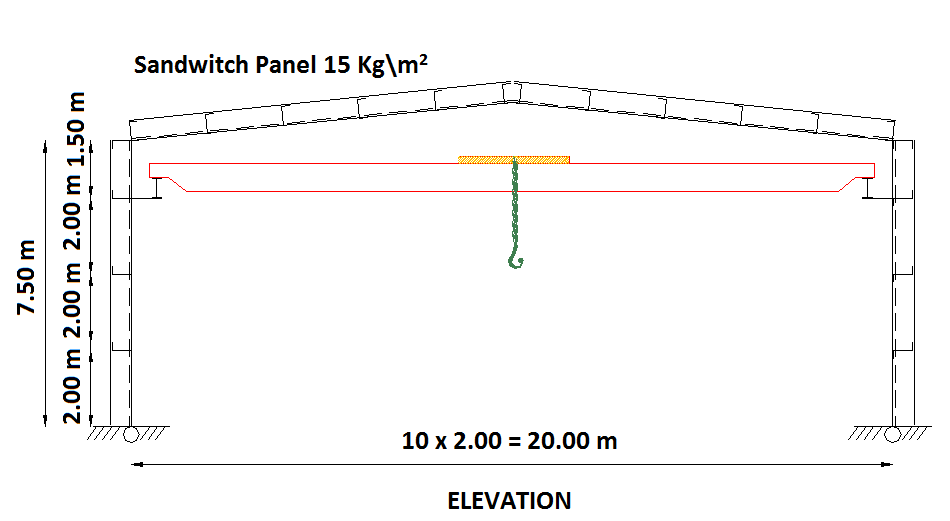 Sandwitch Panel 15 Kg\m²
1.50 m
2.00 m
2.00 m
2.00 m
7.50 m
10 x 2.00 = 20.00 m
ELEVATION